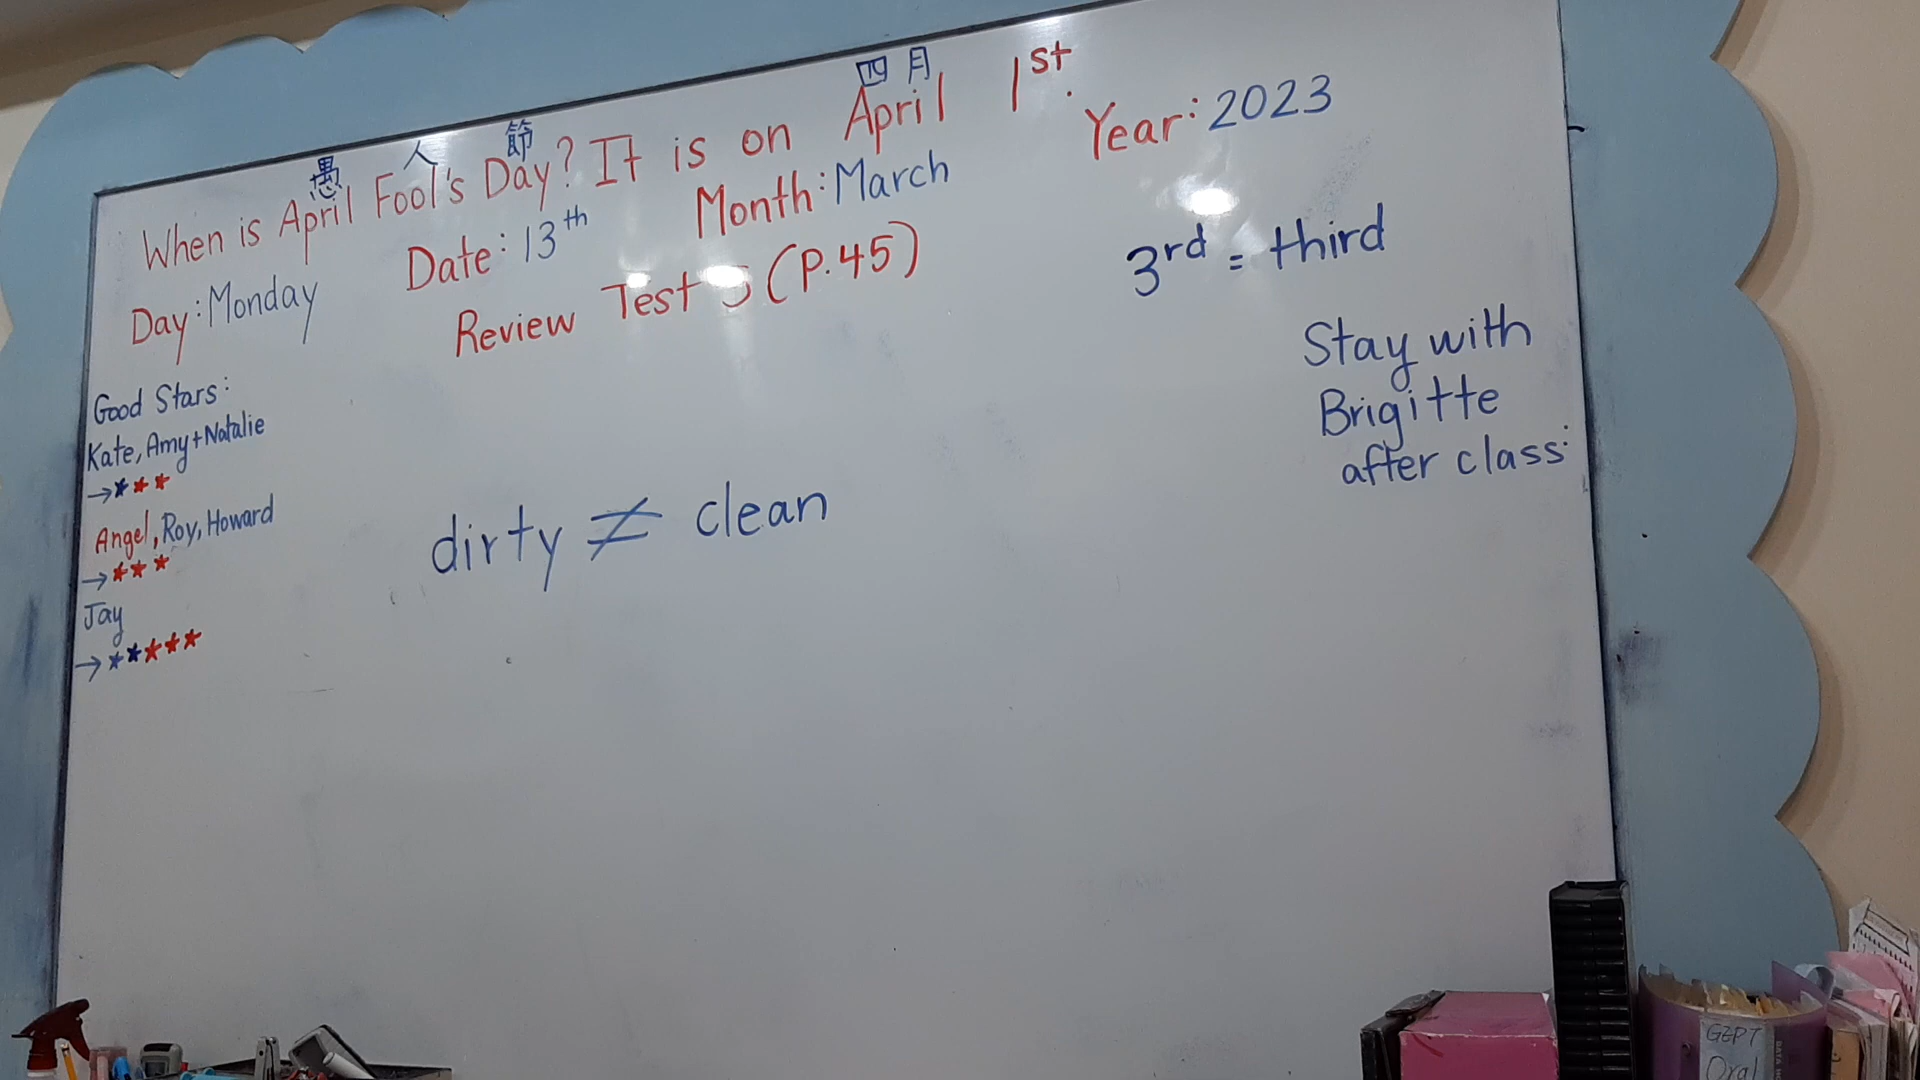 愚 人 節 四月
When is April Fool's Day? It is on April 1st.
Day: Monday Date: 13th Month: March Year: 2023
Review Test 5 (P.45)
3rd = third
Stay with
Brigitte
after class:
Good Stars:
Kate, Amy + Natalie
→ ★★★
Angel, Roy, Howard
→ ★★★
Jay
→ ★★★★★
dirty ≠ clean
GEPT
Oral